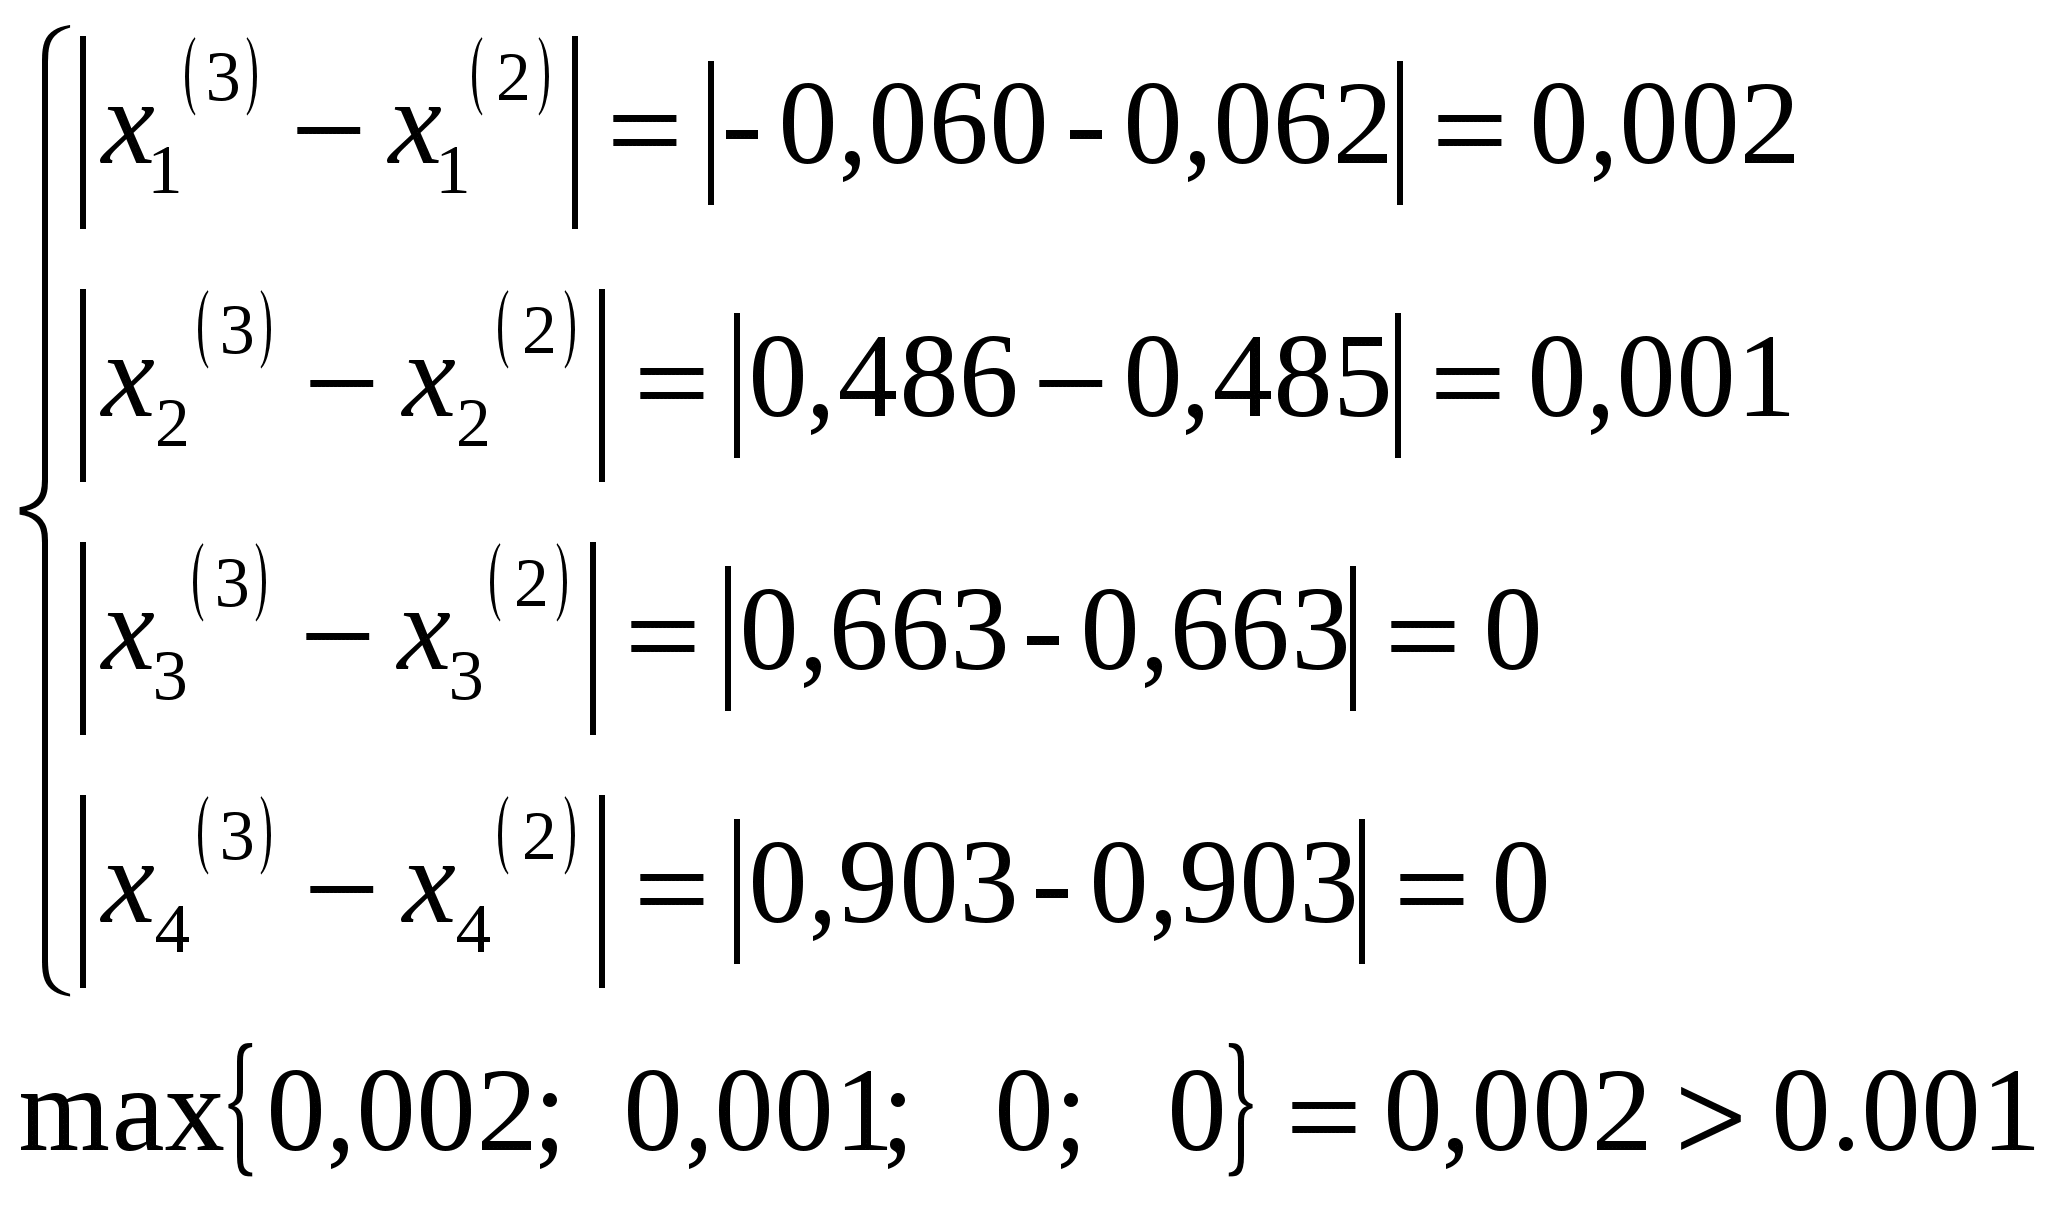 |x₁⁽³⁾ − x₁⁽²⁾| = |- 0,060 - 0,062| = 0,002
|x₂⁽³⁾ − x₂⁽²⁾| = |0,486 − 0,485| = 0,001
|x₃⁽³⁾ − x₃⁽²⁾| = |0,663 - 0,663| = 0
|x₄⁽³⁾ − x₄⁽²⁾| = |0,903 - 0,903| = 0
max{0,002; 0,001; 0; 0} = 0,002 > 0.001